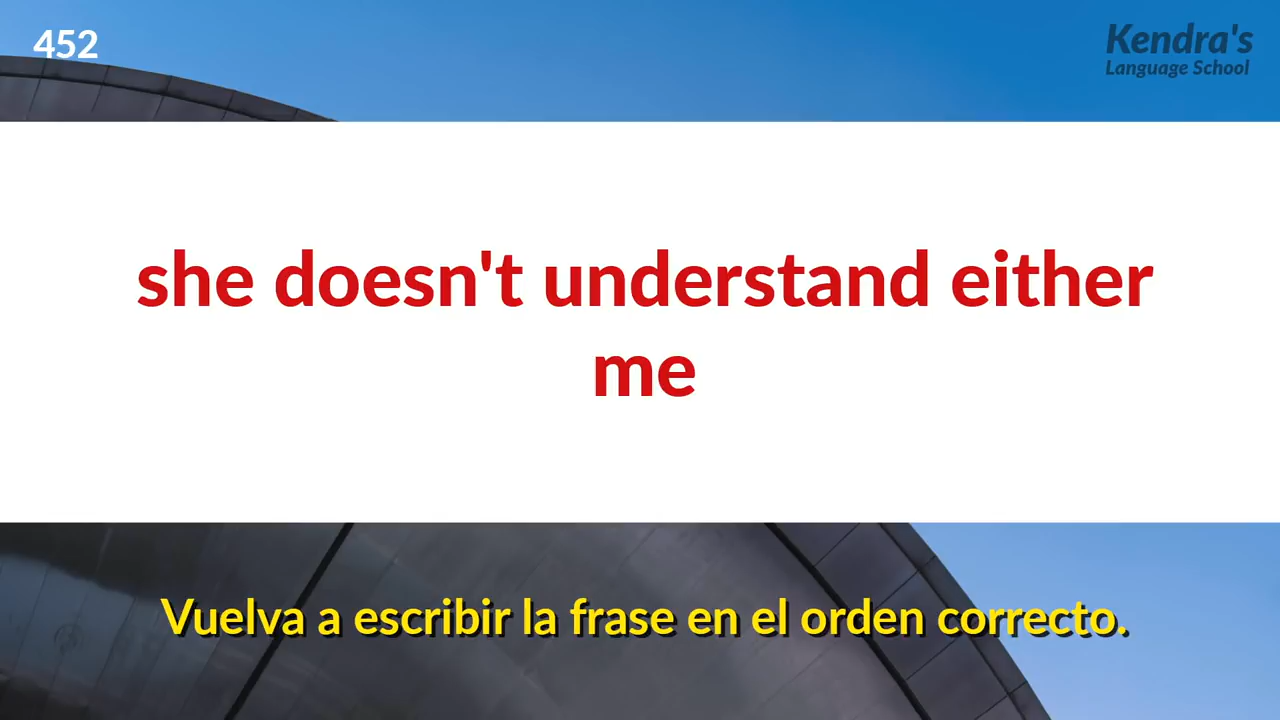 452
Kendra's
Language School
she doesn't understand either
me
Vuelva a escribir la frase en el orden correcto.